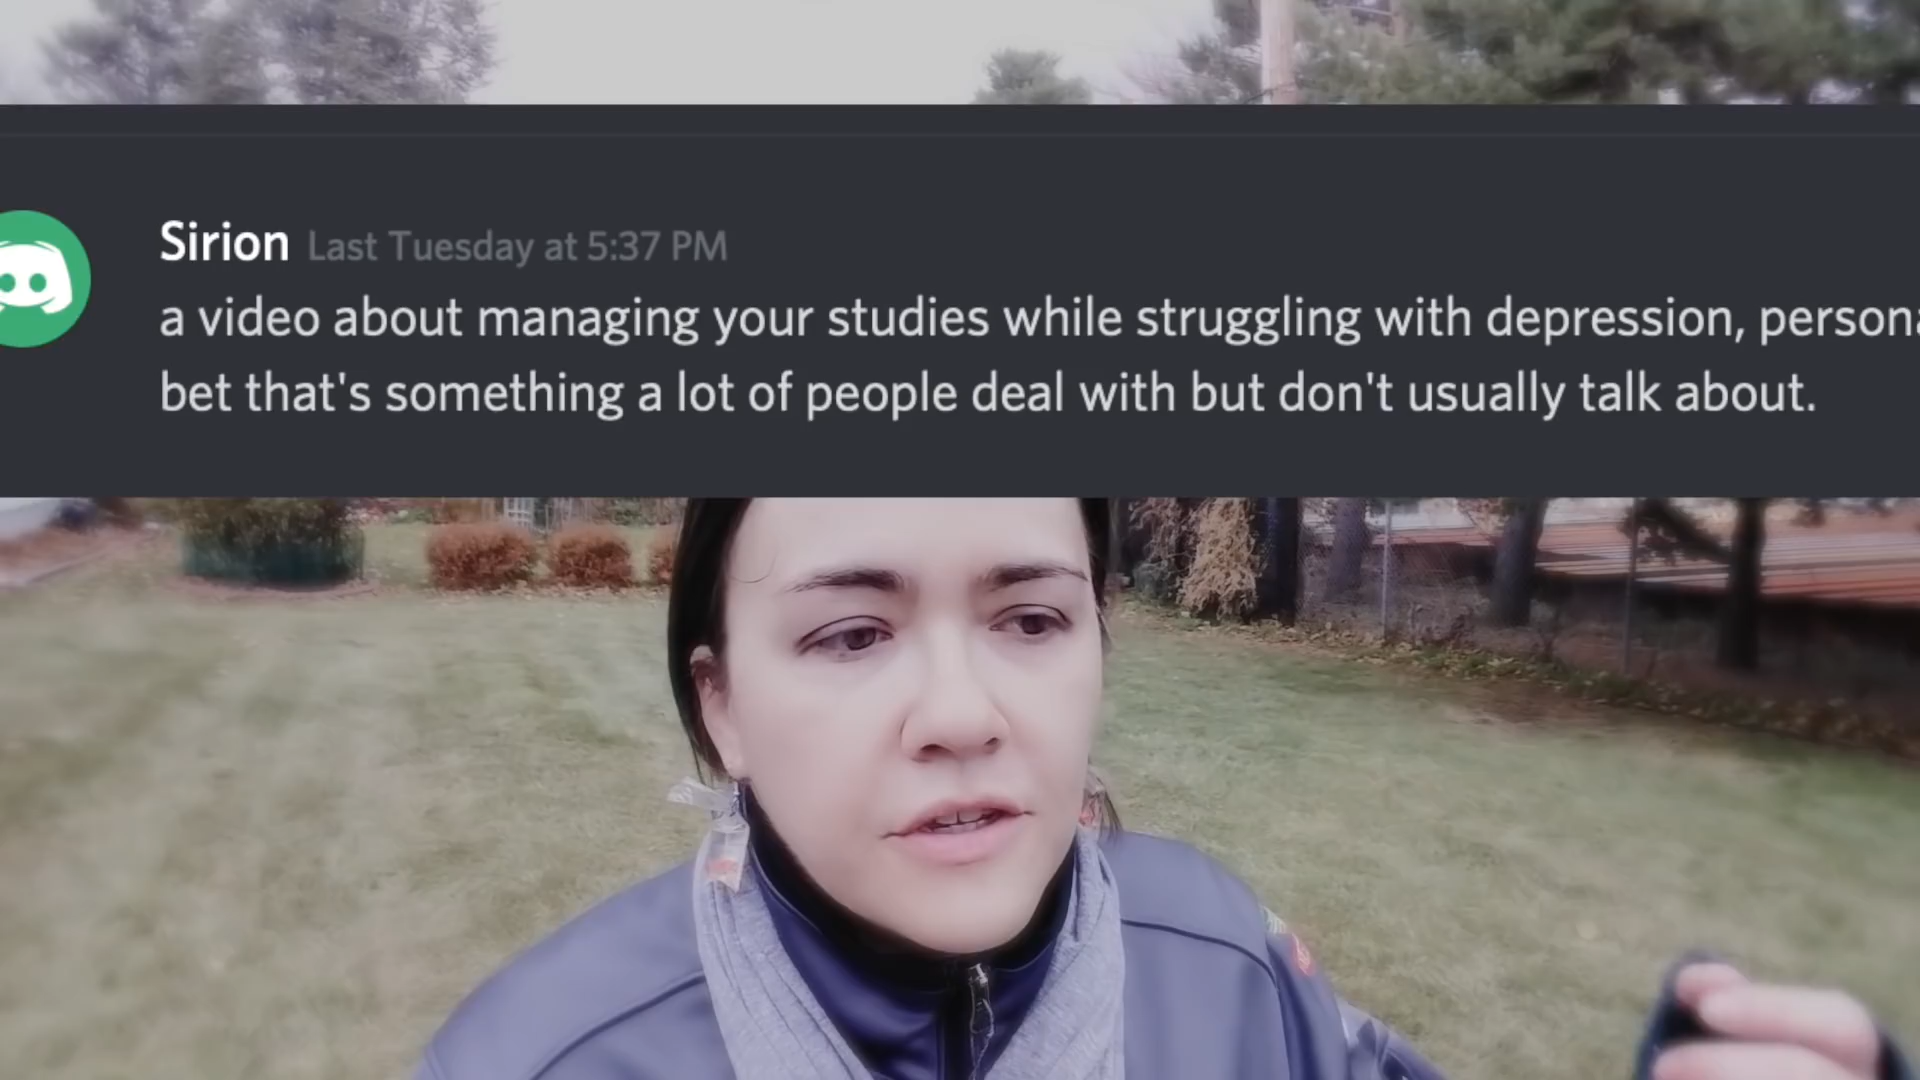 Sirion Last Tuesday at 5:37 PM
a video about managing your studies while struggling with depression,
bet that's something a lot of people deal with but don't usually talk about.